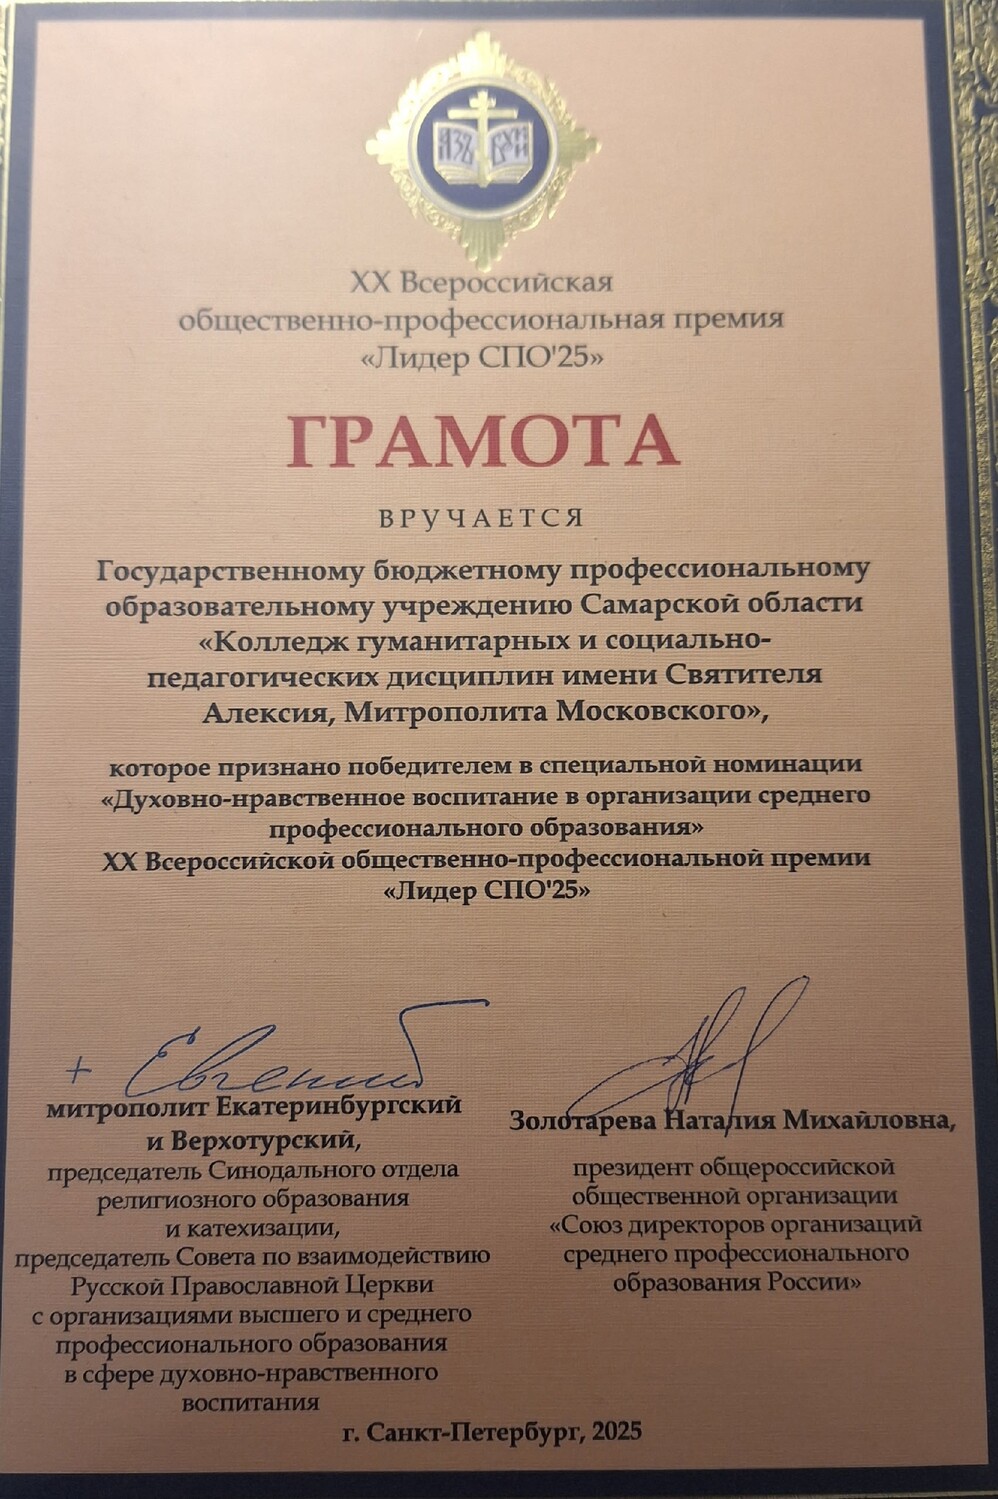 АЗЪ
БУКИ
XX Всероссийская
общественно-профессиональная премия
«Лидер СПО'25»
ГРАМОТА
ВРУЧАЕТСЯ
Государственному бюджетному профессиональному
образовательному учреждению Самарской области
«Колледж гуманитарных и социально-
педагогических дисциплин имени Святителя
Алексия, Митрополита Московского»,
которое признано победителем в специальной номинации
«Духовно-нравственное воспитание в организации среднего
профессионального образования»
XX Всероссийской общественно-профессиональной премии
«Лидер СПО'25»
+ Евгений
митрополит Екатеринбургский
и Верхотурский,
председатель Синодального отдела
религиозного образования
и катехизации,
председатель Совета по взаимодействию
Русской Православной Церкви
с организациями высшего и среднего
профессионального образования
в сфере духовно-нравственного
воспитания
Золотарева Наталия Михайловна,
президент общероссийской
общественной организации
«Союз директоров организаций
среднего профессионального
образования России»
г. Санкт-Петербург, 2025